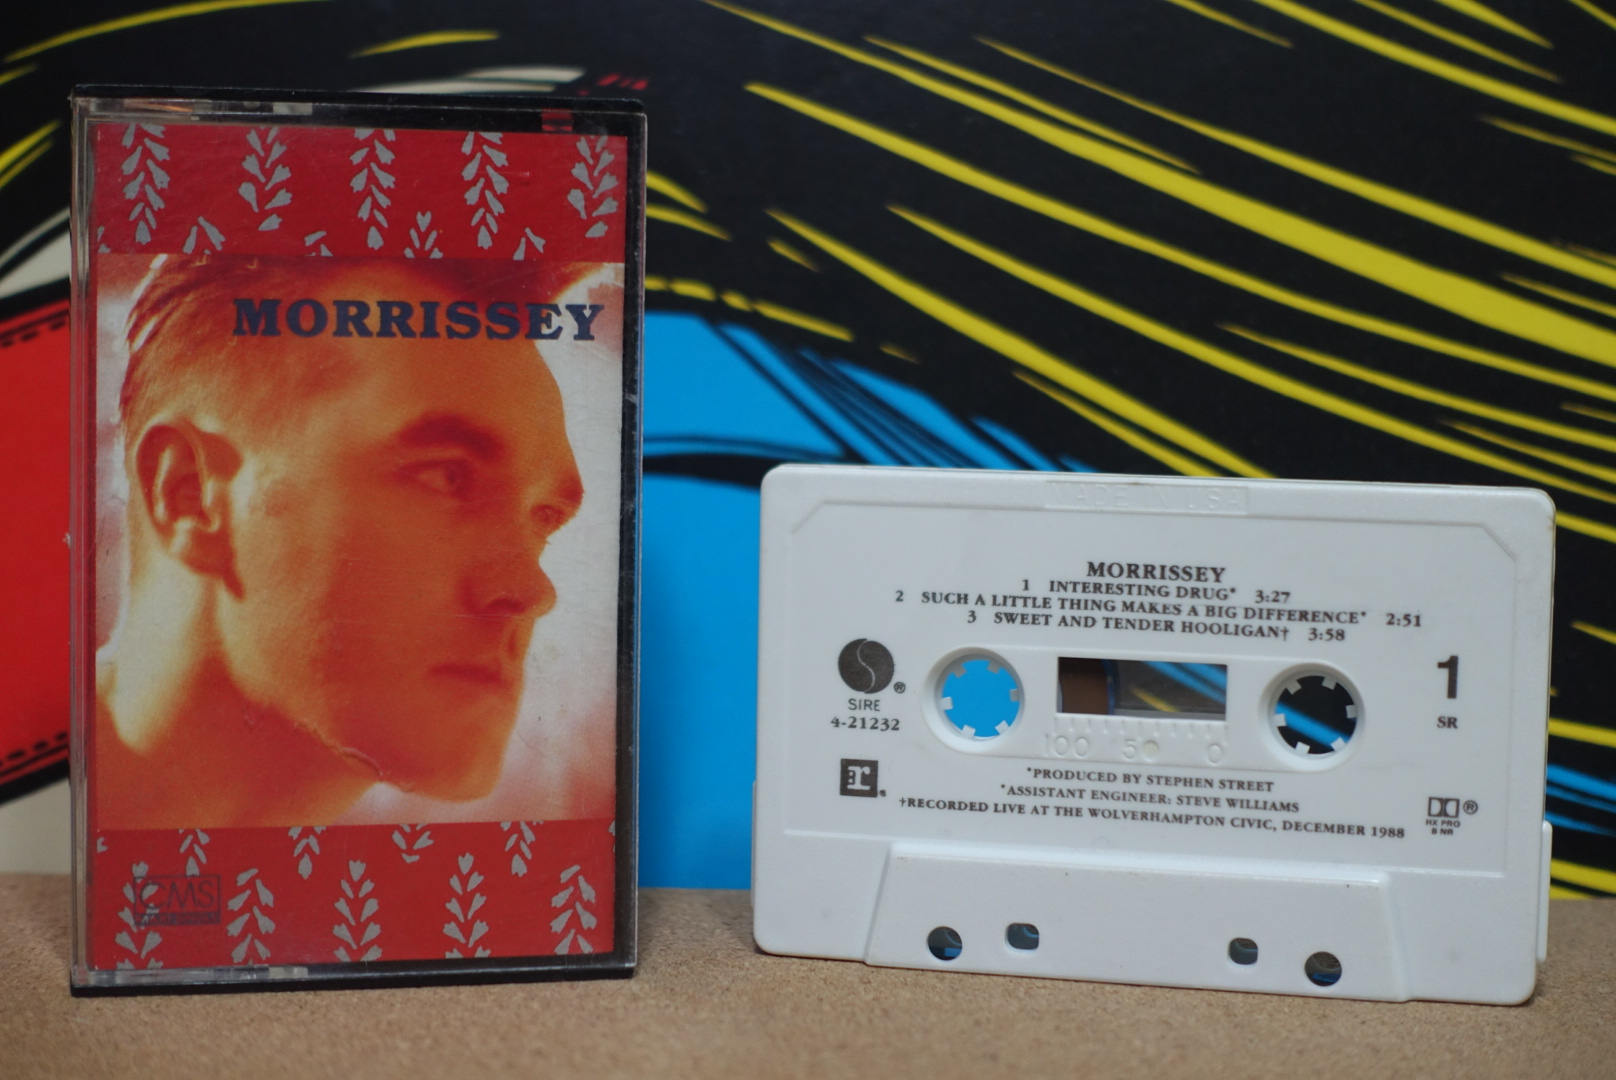 MORRISSEY
CMS
MADE IN USA
MORRISSEY
1 INTERESTING DRUG* 3:27
2 SUCH A LITTLE THING MAKES A BIG DIFFERENCE* 2:51
3 SWEET AND TENDER HOOLIGAN† 3:58
SIRE ®
4-21232
1
SR
100 50 0
r
*PRODUCED BY STEPHEN STREET
*ASSISTANT ENGINEER: STEVE WILLIAMS
†RECORDED LIVE AT THE WOLVERHAMPTON CIVIC, DECEMBER 1988
®
HX PRO
B NR